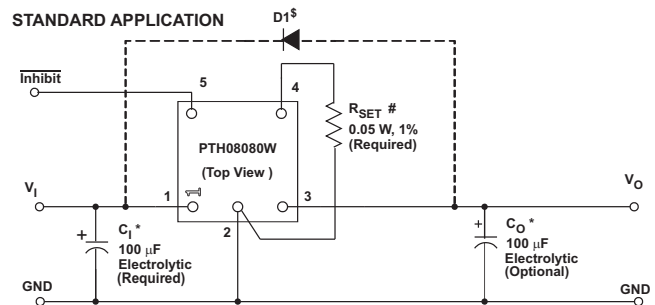 STANDARD APPLICATION
D1$
Inhibit
5
4
RSET #
0.05 W, 1%
(Required)
PTH08080W
(Top View )
VI
1
3
VO
2
+
CI *
100 μF
Electrolytic
(Required)
+
CO *
100 μF
Electrolytic
(Optional)
GND
GND